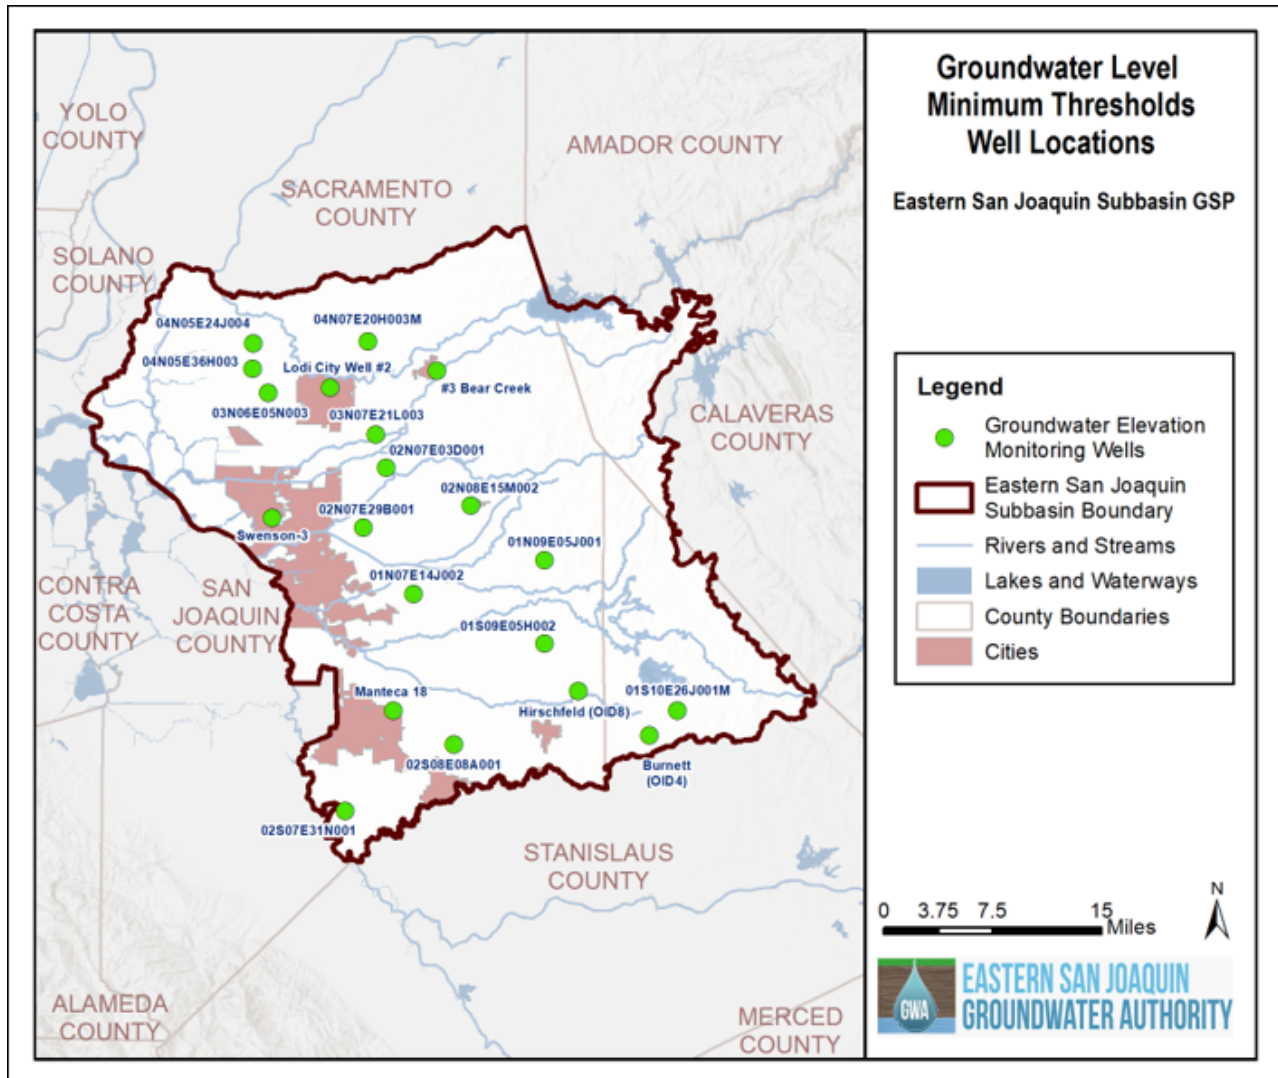 YOLO
COUNTY
AMADOR COUNTY
SACRAMENTO
COUNTY
SOLANO
COUNTY
04N05E24J004
04N07E20H003M
04N05E36H003
Lodi City Well #2
#3 Bear Creek
03N06E05N003
03N07E21L003
CALAVERAS
COUNTY
02N07E03D001
02N08E15M002
02N07E29B001
Swenson-3
01N09E05J001
CONTRA
COSTA
COUNTY
SAN
JOAQUIN
COUNTY
01N07E14J002
01S09E05H002
Manteca 18
01S10E26J001M
Hirschfeld (OID8)
02S08E08A001
Burnett
(OID4)
02S07E31N001
STANISLAUS
COUNTY
ALAMEDA
COUNTY
MERCED
COUNTY
Groundwater Level
Minimum Thresholds
Well Locations
Eastern San Joaquin Subbasin GSP
Legend
Groundwater Elevation
Monitoring Wells
Eastern San Joaquin
Subbasin Boundary
Rivers and Streams
Lakes and Waterways
County Boundaries
Cities
N
0 3.75 7.5 15
Miles
GWA
EASTERN SAN JOAQUIN
GROUNDWATER AUTHORITY